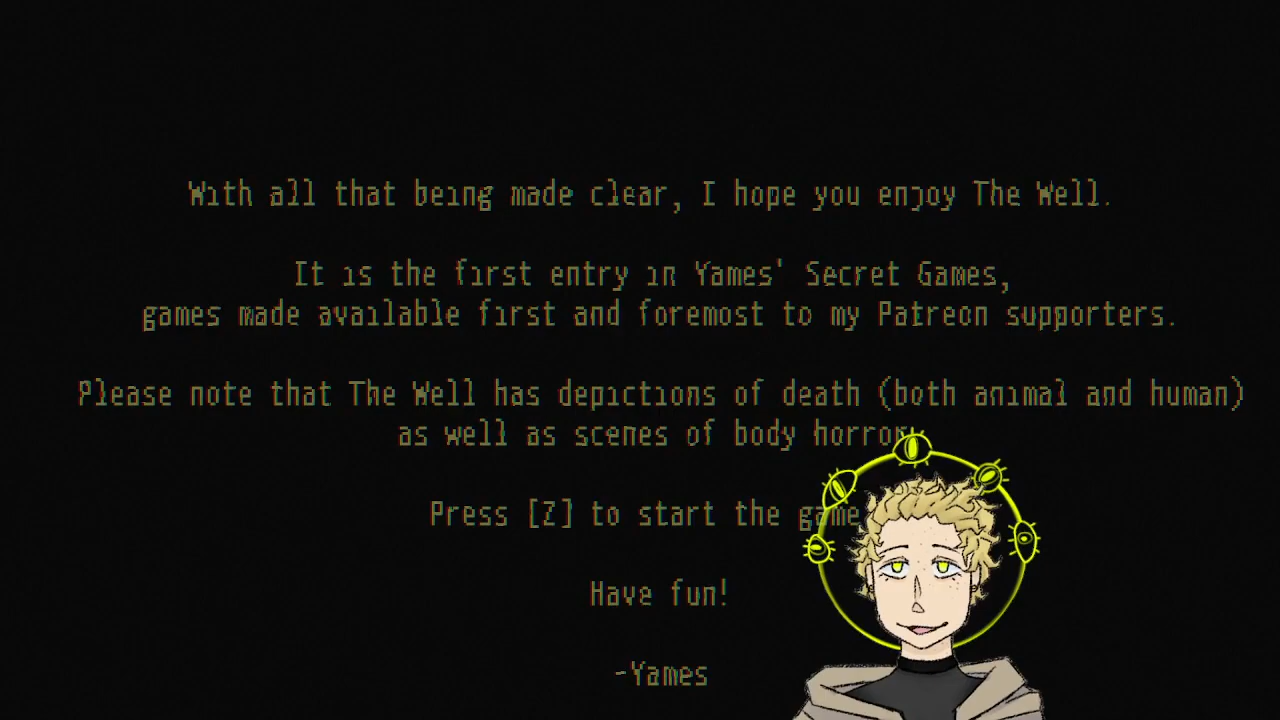 With all that being made clear, I hope you enjoy The Well.
It is the first entry in Yames' Secret Games,
games made available first and foremost to my Patreon supporters.
Please note that The Well has depictions of death (both animal and human)
as well as scenes of body horror
Press [Z] to start the game
Have fun!
-Yames